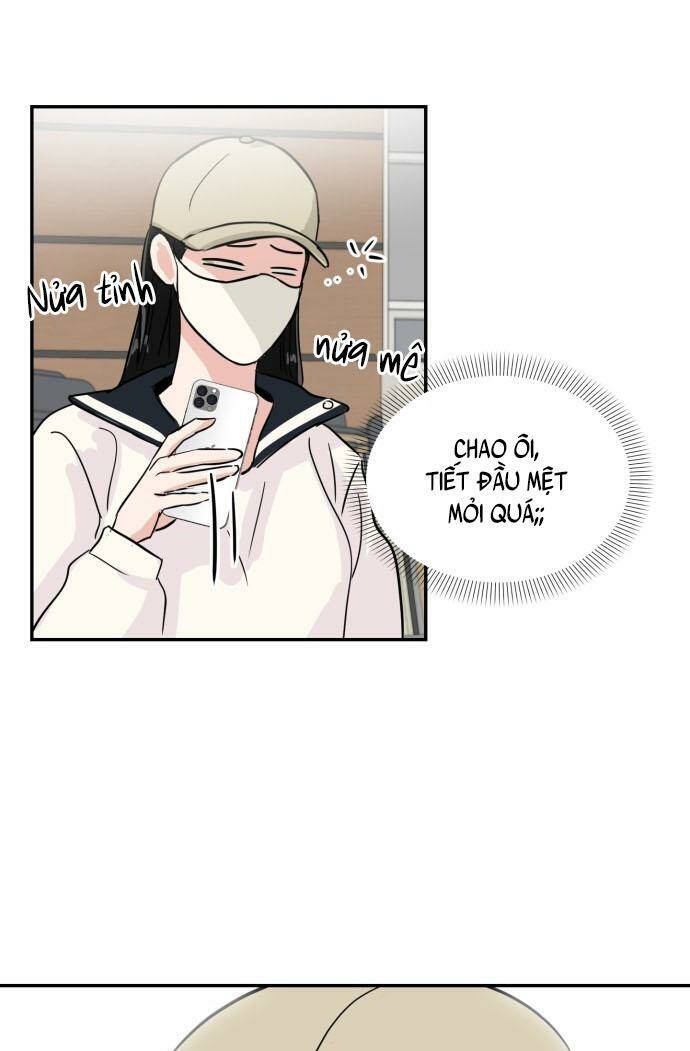 Nửa tỉnh
nửa mê
CHAO ÔI,
TIẾT ĐẦU MỆT
MỎI QUÁ;;